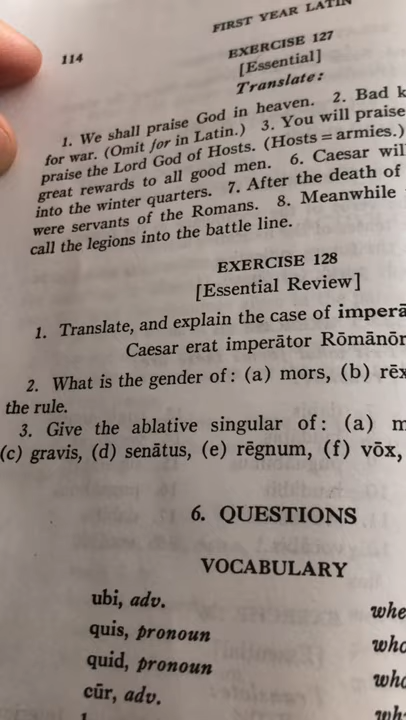 FIRST YEAR LATIN
114
EXERCISE 127
[Essential]
Translate:
1. We shall praise God in heaven. 2. Bad
for war. (Omit for in Latin.) 3. You will praise
praise the Lord God of Hosts. (Hosts = armies.)
great rewards to all good men. 6. Caesar
into the winter quarters. 7. After the death of
were servants of the Romans. 8. Meanwhile
call the legions into the battle line.
EXERCISE 128
[Essential Review]
1. Translate, and explain the case of
Caesar erat imperātor
2. What is the gender of: (a) mors, (b)
the rule.
3. Give the ablative singular of: (a)
(c) gravis, (d) senātus, (e) rēgnum, (f) vōx,
6. QUESTIONS
VOCABULARY
ubi, adv.
quis, pronoun
quid, pronoun
cūr, adv.